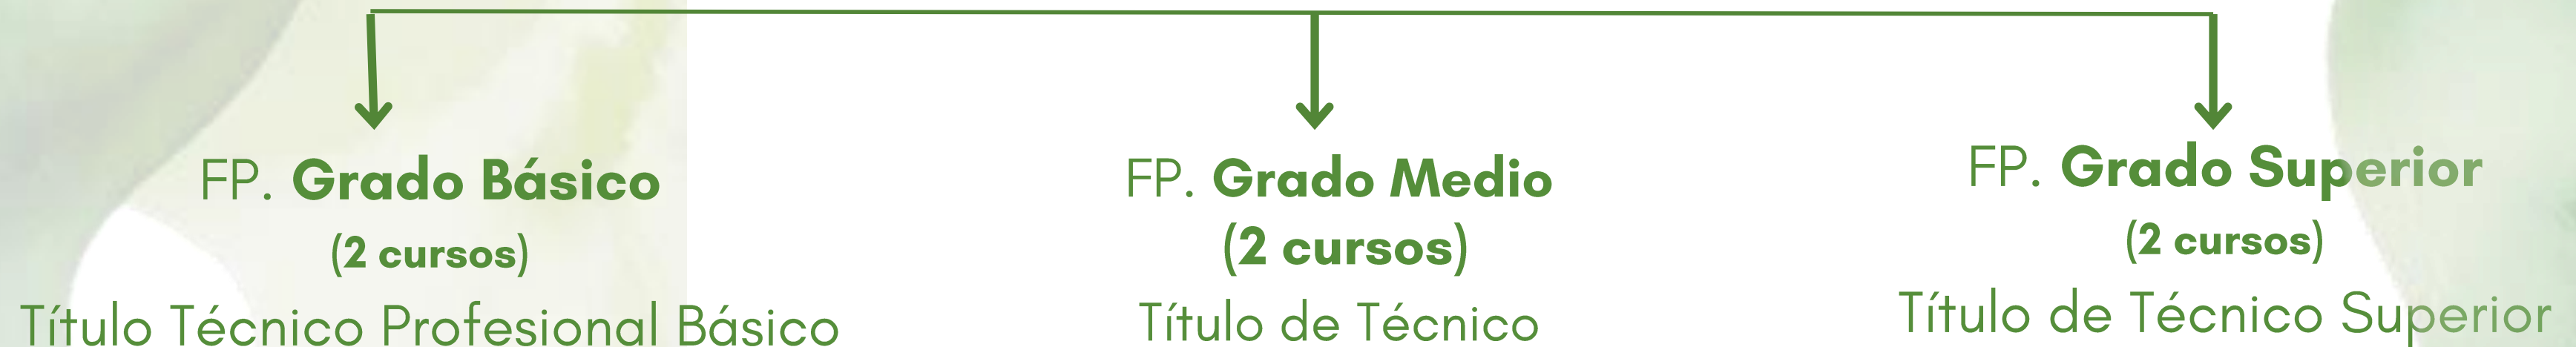 FP. Grado Básico
(2 cursos)
Título Técnico Profesional Básico
FP. Grado Medio
(2 cursos)
Título de Técnico
FP. Grado Superior
(2 cursos)
Título de Técnico Superior